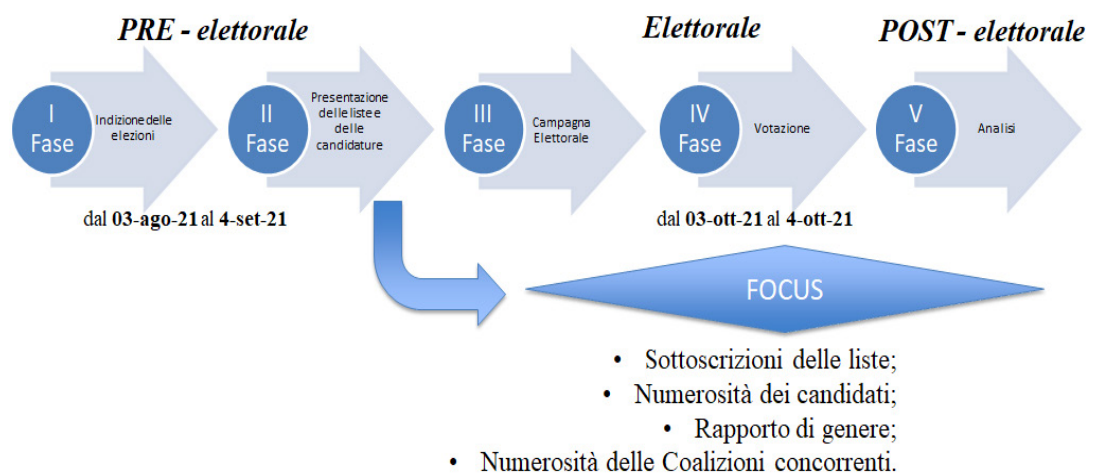 PRE - elettorale
Elettorale
POST - elettorale
I
Fase
Indizione delle
elezioni
II
Fase
Presentazione
delle liste e
delle
candidature
III
Fase
Campagna
Elettorale
IV
Fase
Votazione
V
Fase
Analisi
dal 03-ago-21 al 4-set-21
dal 03-ott-21 al 4-ott-21
FOCUS
• Sottoscrizioni delle liste;
• Numerosità dei candidati;
• Rapporto di genere;
• Numerosità delle Coalizioni concorrenti.